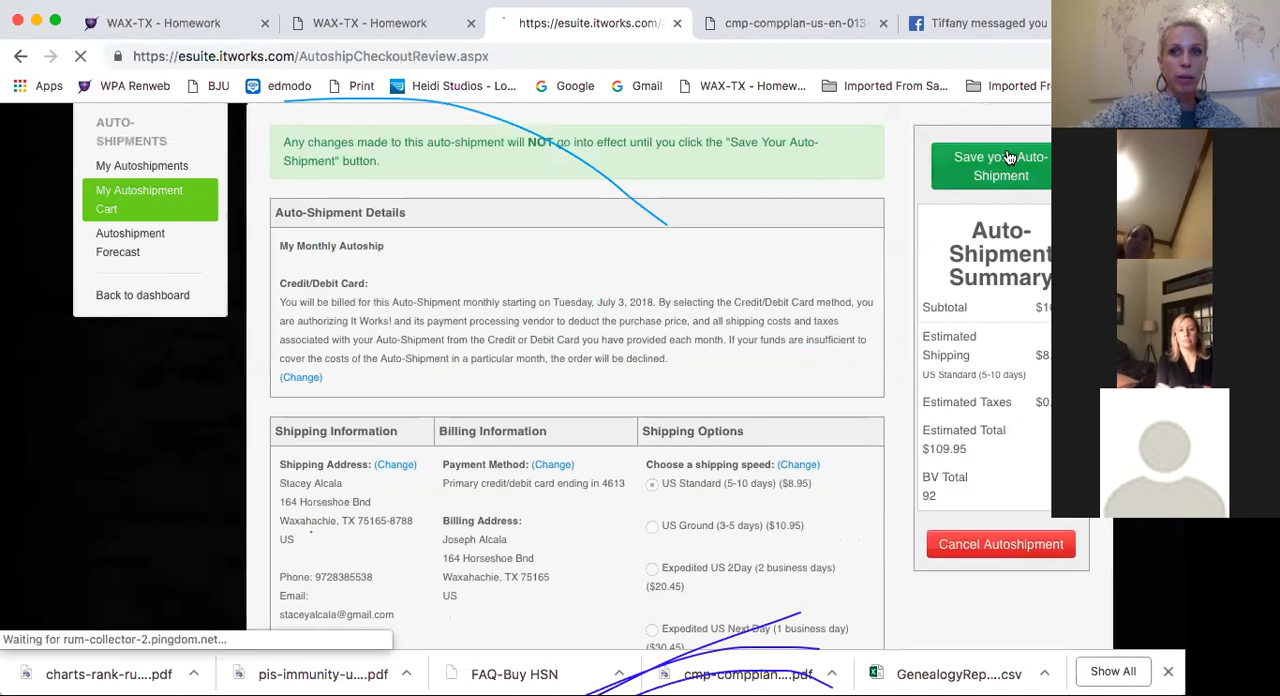 WAX-TX - Homework
WAX-TX - Homework
https://esuite.itworks.com/
cmp-compplan-us-en-013-
Tiffany messaged you
https://esuite.itworks.com/AutoshipCheckoutReview.aspx
Apps WPA Renweb BJU edmodo Print Heidi Studios - Lo... Google Gmail WAX-TX - Homew... Imported From Sa... Imported Fro
AUTO-
SHIPMENTS
My Autoshipments
My Autoshipment
Cart
Autoshipment
Forecast
Back to dashboard
Any changes made to this auto-shipment will NOT go into effect until you click the "Save Your Auto-
Shipment" button.
Auto-Shipment Details
My Monthly Autoship
Credit/Debit Card:
You will be billed for this Auto-Shipment monthly starting on Tuesday, July 3, 2018. By selecting the Credit/Debit Card method, you
are authorizing It Works! and its payment processing vendor to deduct the purchase price, and all shipping costs and taxes
associated with your Auto-Shipment from the Credit or Debit Card you have provided each month. If your funds are insufficient to
cover the costs of the Auto-Shipment in a particular month, the order will be declined.
(Change)
Shipping Information
Shipping Address: (Change)
Stacey Alcala
164 Horseshoe Bnd
Waxahachie, TX 75165-8788
US
Phone: 9728385538
Email:
staceyalcala@gmail.com
Billing Information
Payment Method: (Change)
Primary credit/debit card ending in 4613
Billing Address:
Joseph Alcala
164 Horseshoe Bnd
Waxahachie, TX 75165
US
Shipping Options
Choose a shipping speed: (Change)
US Standard (5-10 days) ($8.95)
US Ground (3-5 days) ($10.95)
Expedited US 2Day (2 business days)
($20.45)
Expedited US Next Day (1 business day)
($30.45)
Save your Auto-
Shipment
Auto-
Shipment
Summary
Subtotal $10
Estimated
Shipping $8.
US Standard (5-10 days)
Estimated Taxes $0.
Estimated Total
$109.95
BV Total
92
Cancel Autoshipment
Waiting for rum-collector-2.pingdom.net...
charts-rank-ru....pdf
pis-immunity-u....pdf
FAQ-Buy HSN
cmp-compplan....pdf
GenealogyRep....csv
Show All